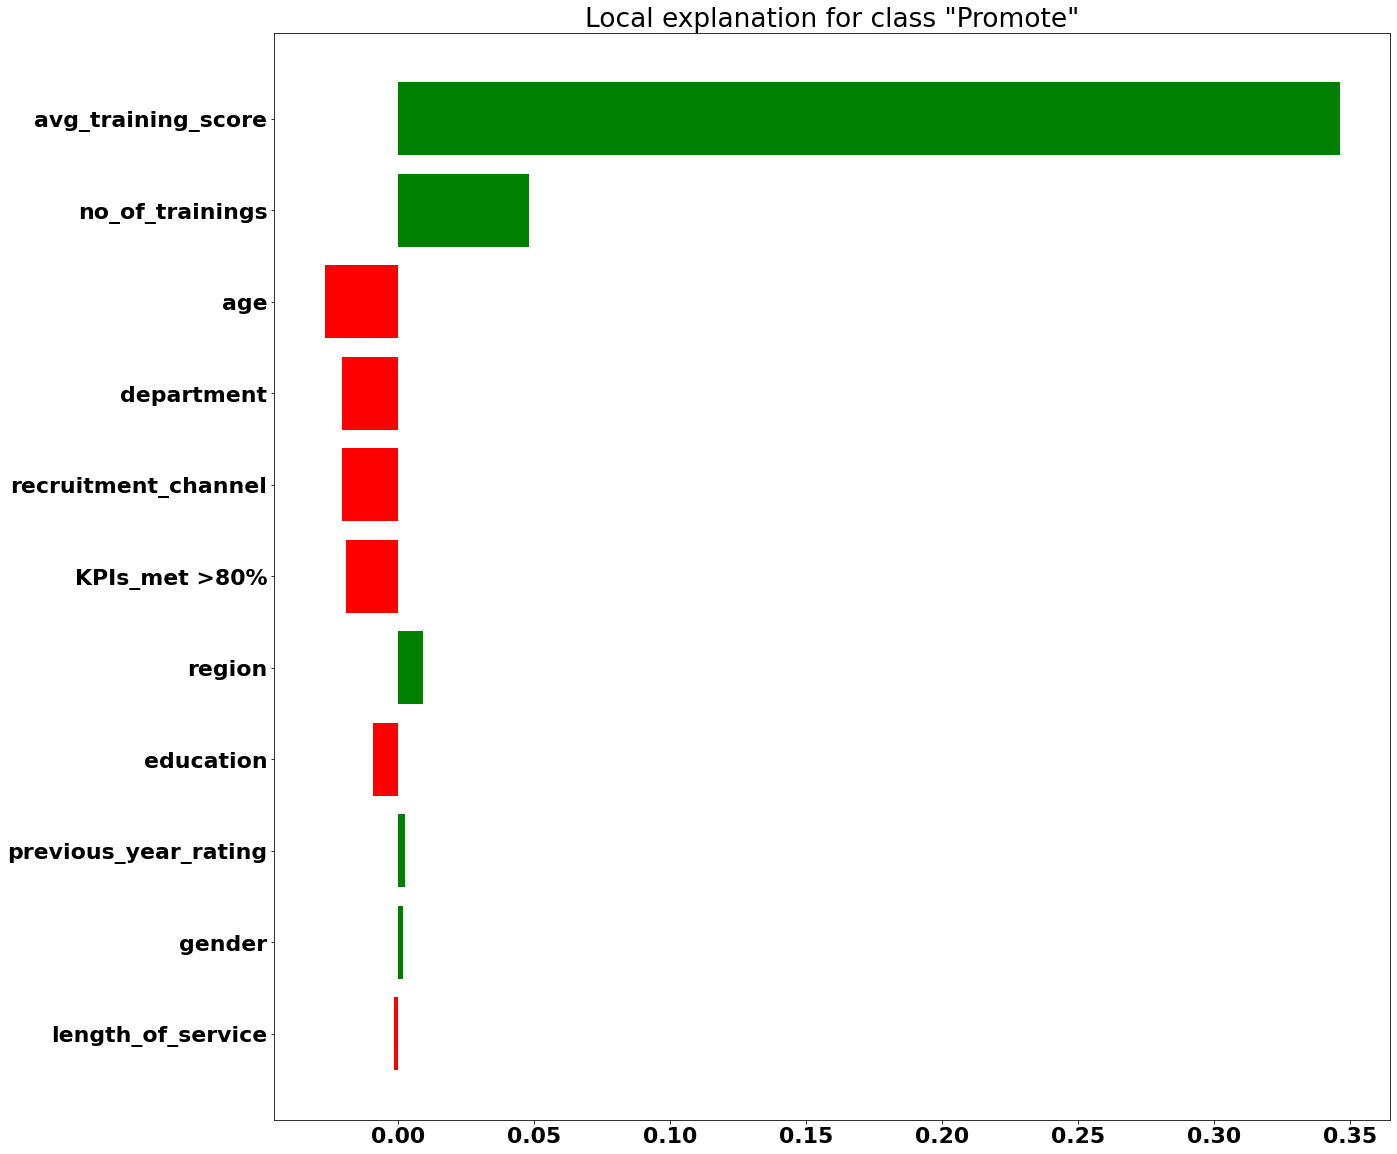 Local explanation for class "Promote"
avg_training_score
no_of_trainings
age
department
recruitment_channel
KPIs_met >80%
region
education
previous_year_rating
gender
length_of_service
0.00 0.05 0.10 0.15 0.20 0.25 0.30 0.35